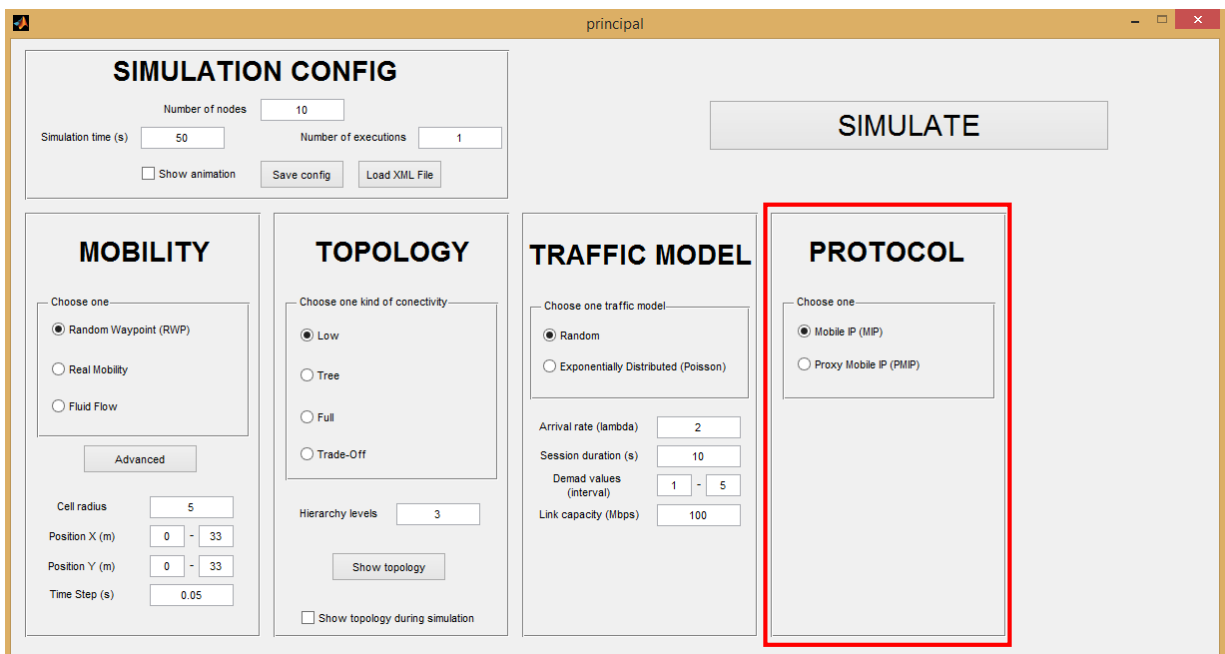 principal
SIMULATION CONFIG
Number of nodes 10
Simulation time (s) 50 Number of executions 1
Show animation Save config Load XML File
SIMULATE
MOBILITY
Choose one
Random Waypoint (RWP)
Real Mobility
Fluid Flow
Advanced
Cell radius 5
Position X (m) 0 - 33
Position Y (m) 0 - 33
Time Step (s) 0.05
TOPOLOGY
Choose one kind of conectivity
Low
Tree
Full
Trade-Off
Hierarchy levels 3
Show topology
Show topology during simulation
TRAFFIC MODEL
Choose one traffic model
Random
Exponentially Distributed (Poisson)
Arrival rate (lambda) 2
Session duration (s) 10
Demad values
(interval) 1 - 5
Link capacity (Mbps) 100
PROTOCOL
Choose one
Mobile IP (MIP)
Proxy Mobile IP (PMIP)